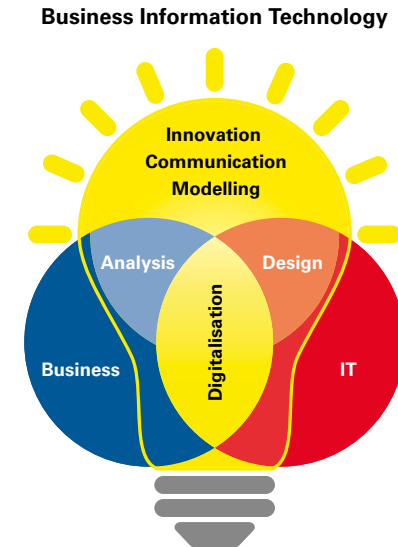 Business Information Technology
Innovation
Communication
Modelling
Analysis
Design
Digitalisation
Business
IT